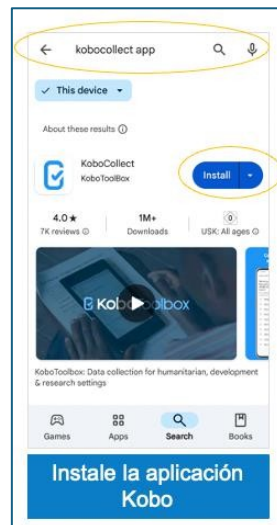 kobocollect app
This device
About these results
KoboCollect
KoboToolBox
Install
4.0★
1M+
7K reviews
Downloads
USK: All ages
KoboToolbox
KoboToolbox: Data collection for humanitarian, development
& research settings
Games
Apps
Search
Books
Instale la aplicación
Kobo